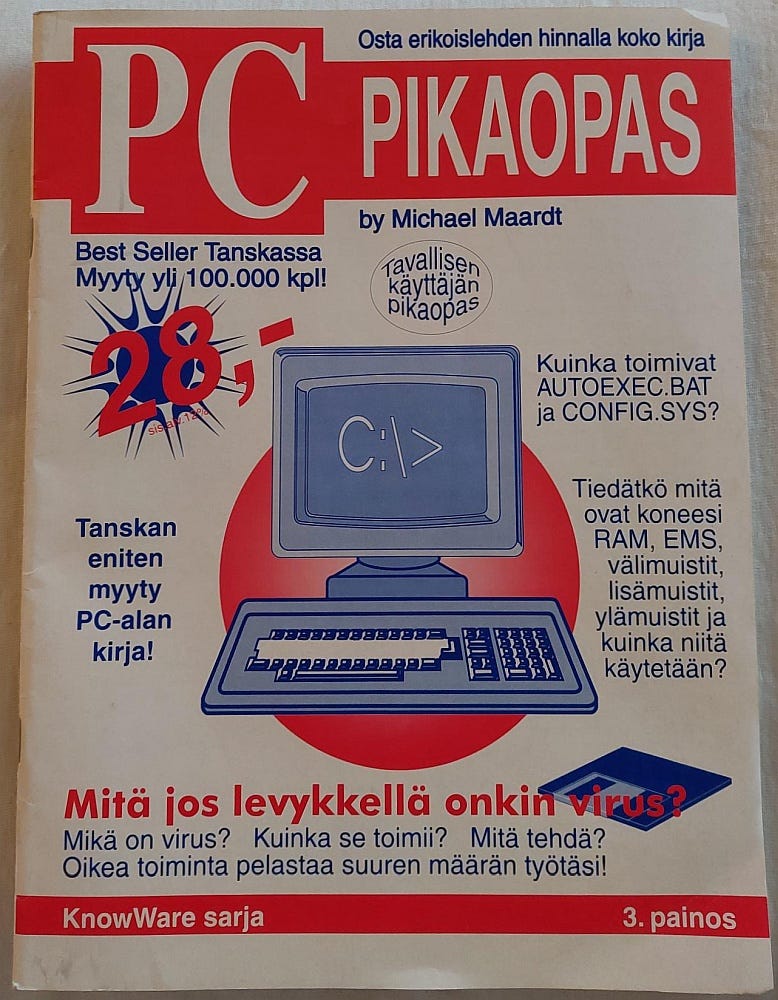 Osta erikoislehden hinnalla koko kirja
PC
PIKAOPAS
by Michael Maardt
Best Seller Tanskassa
Myyty yli 100.000 kpl!
Tavallisen
käyttäjän
pikaopas
28,-
sis alv.12%
C:\>
Kuinka toimivat
AUTOEXEC.BAT
ja CONFIG.SYS?
Tiedätkö mitä
ovat koneesi
RAM, EMS,
välimuistit,
lisämuistit,
ylämuistit ja
kuinka niitä
käytetään?
Tanskan
eniten
myyty
PC-alan
kirja!
Mitä jos levykkellä onkin virus?
Mikä on virus? Kuinka se toimii? Mitä tehdä?
Oikea toiminta pelastaa suuren määrän työtäsi!
KnowWare sarja
3. painos